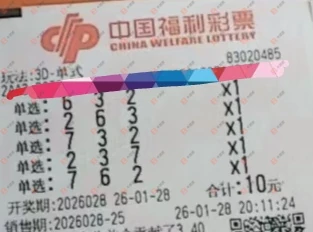 中国福利彩票
CHINA WELFARE LOTTERY
83020485
玩法:3D-单式
单选: 6 3 2 x1
单选: 2 6 3 x1
单选: 7 3 2 x1
单选: 2 3 7 x1
单选: 7 6 2 x1
合计:10元
开奖期:2026028 26-01-28
销售期:2026028-25 26-01-28 20:11:24
3.40